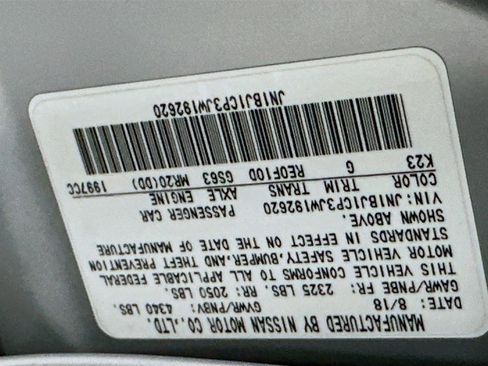 MANUFACTURED BY NISSAN MOTOR CO.,LTD.
DATE: 8/18 GVWR/PNBV: 4340 LBS.
GAWR/PNBE FR: 2325 LBS. RR: 2050 LBS.
THIS VEHICLE CONFORMS TO ALL APPLICABLE FEDERAL
MOTOR VEHICLE SAFETY,BUMPER,AND THEFT PREVENTION
STANDARDS IN EFFECT ON THE DATE OF MANUFACTURE
SHOWN ABOVE.
VIN: JN1BJ1CP3JW192620 PASSENGER CAR
COLOR TRIM TRANS AXLE ENGINE
K23 G RE0F10D GS63 MR20(DD) 1997CC
JN1BJ1CP3JW192620